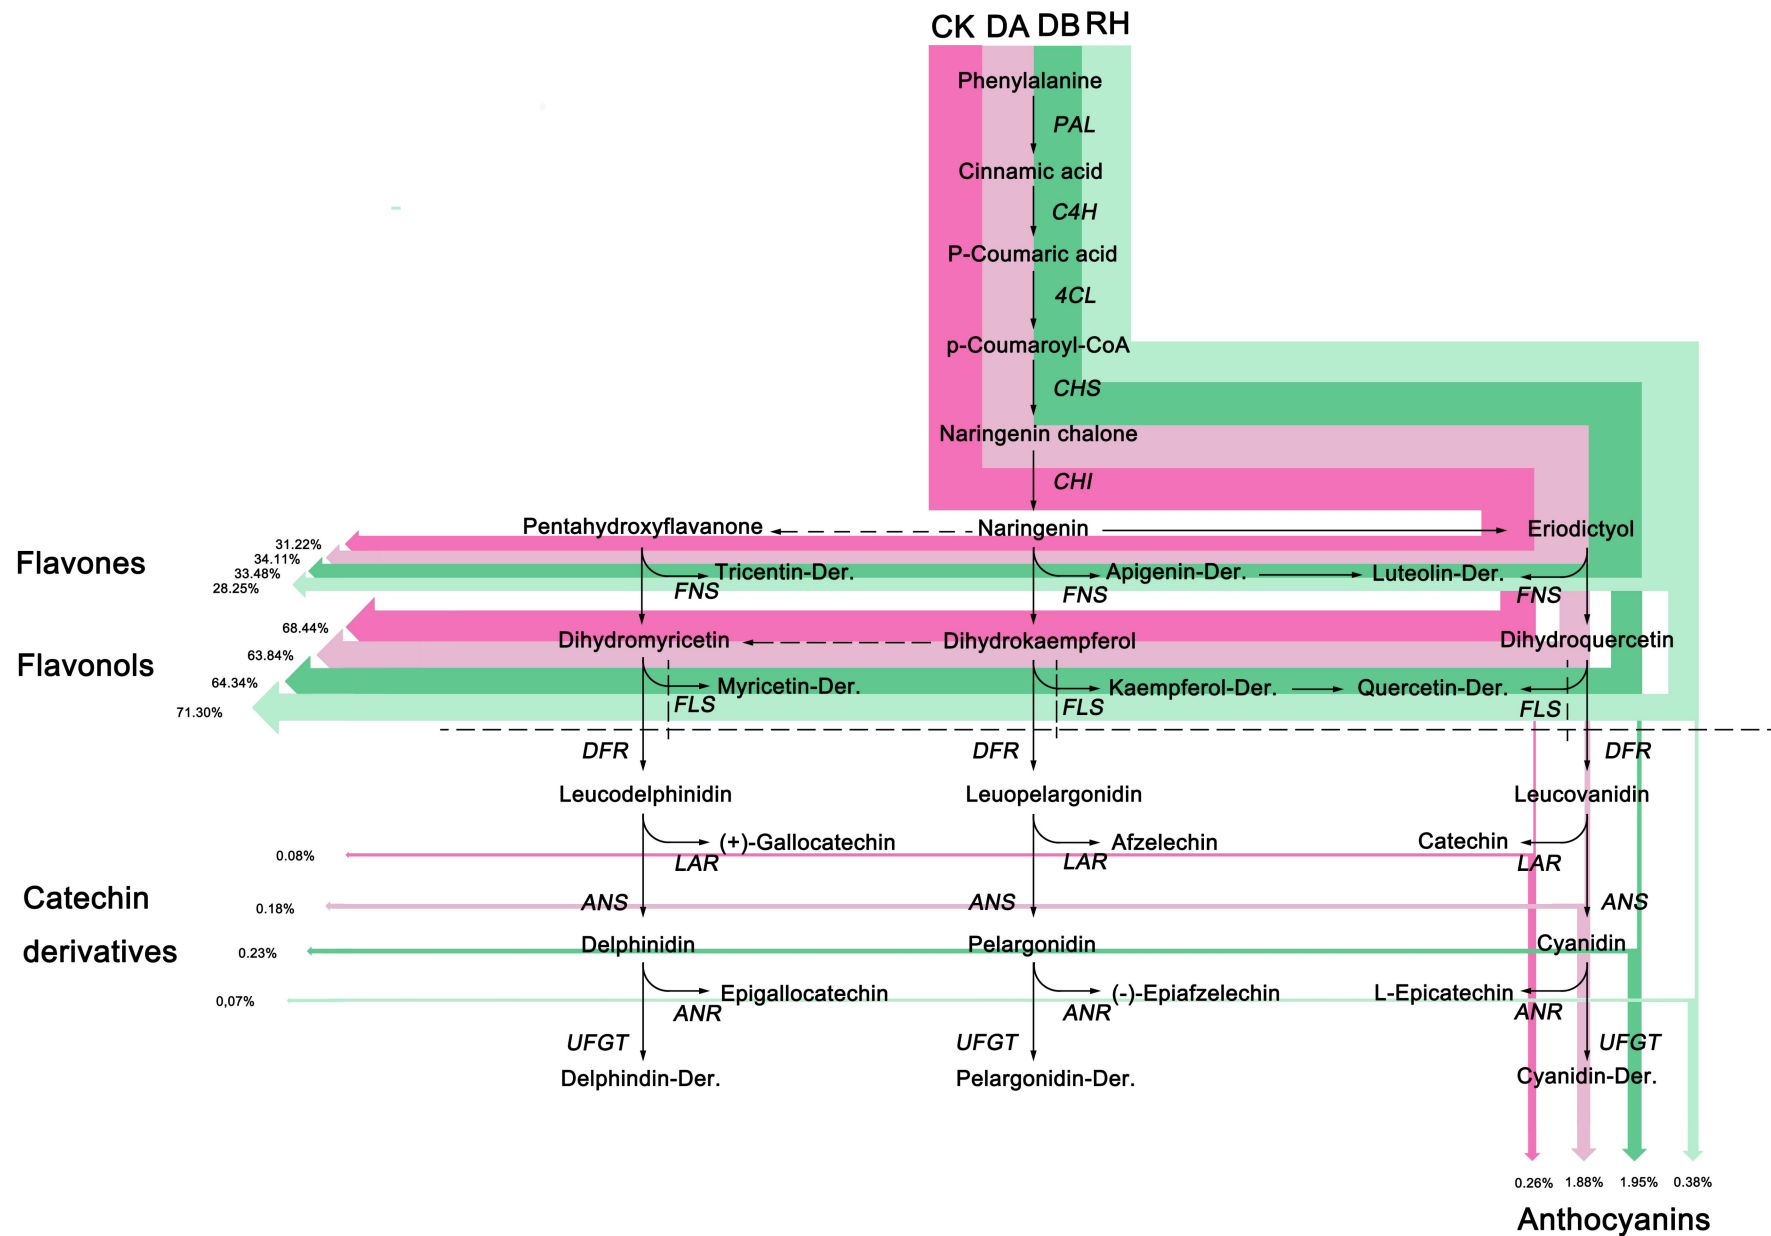 CK DA DB RH
Phenylalanine
PAL
Cinnamic acid
C4H
P-Coumaric acid
4CL
p-Coumaroyl-CoA
CHS
Naringenin chalone
CHI
Pentahydroxyflavanone Naringenin Eriodictyol
31.22%
34.11%
33.48%
28.25%
Flavones
Tricentin-Der. Apigenin-Der. Luteolin-Der.
FNS FNS FNS
68.44%
63.84%
64.34%
71.30%
Flavonols
Dihydromyricetin Dihydrokaempferol Dihydroquercetin
Myricetin-Der. Kaempferol-Der. Quercetin-Der.
FLS FLS FLS
DFR DFR DFR
Leucodelphinidin Leuopelargonidin Leucovanidin
(+)-Gallocatechin Afzelechin Catechin
0.08%
LAR LAR LAR
Catechin
derivatives
0.18%
ANS ANS ANS
0.23%
Delphinidin Pelargonidin Cyanidin
0,07%
Epigallocatechin (-)-Epiafzelechin L-Epicatechin
ANR ANR ANR
UFGT UFGT UFGT
Delphindin-Der. Pelargonidin-Der. Cyanidin-Der.
0.26% 1.88% 1.95% 0.38%
Anthocyanins